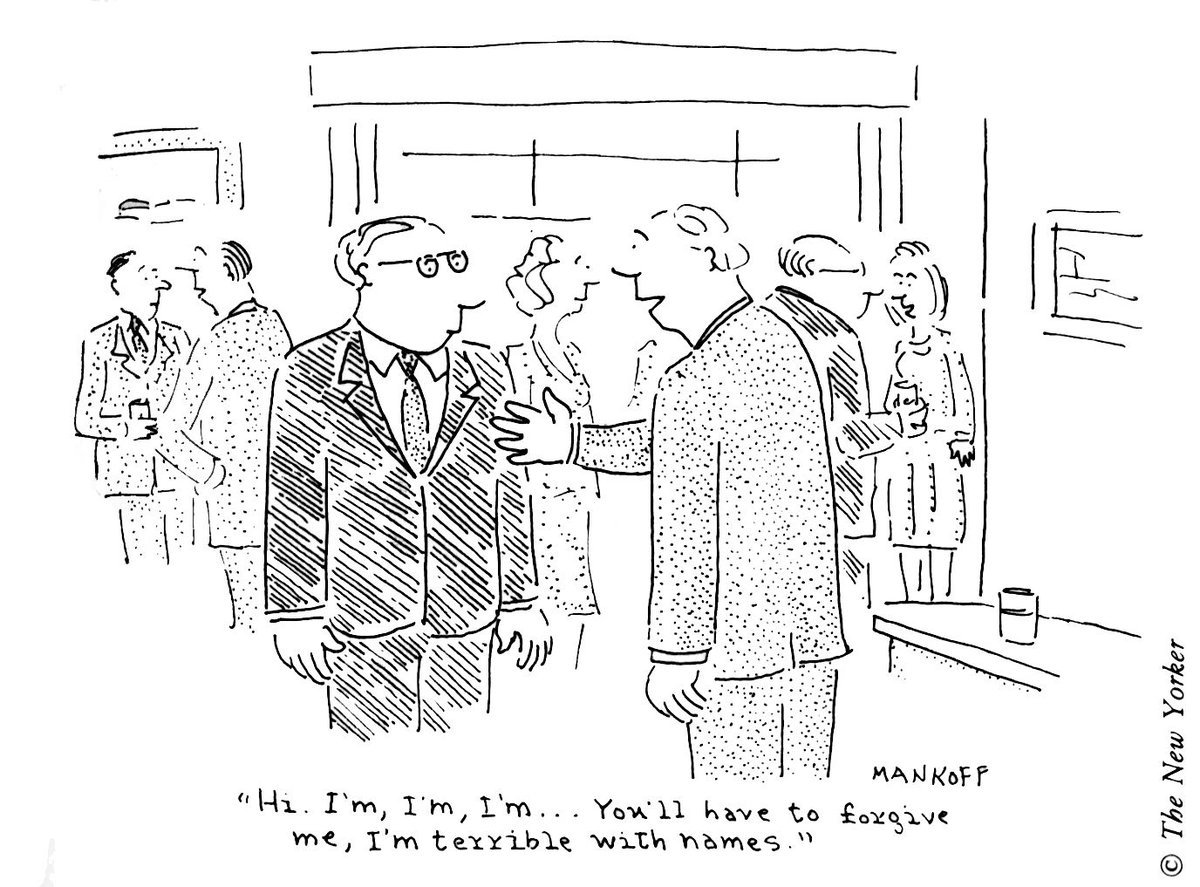 MANKOFF
"Hi. I'm, I'm, I'm... You'll have to forgive
me, I'm terrible with names."
© The New Yorker